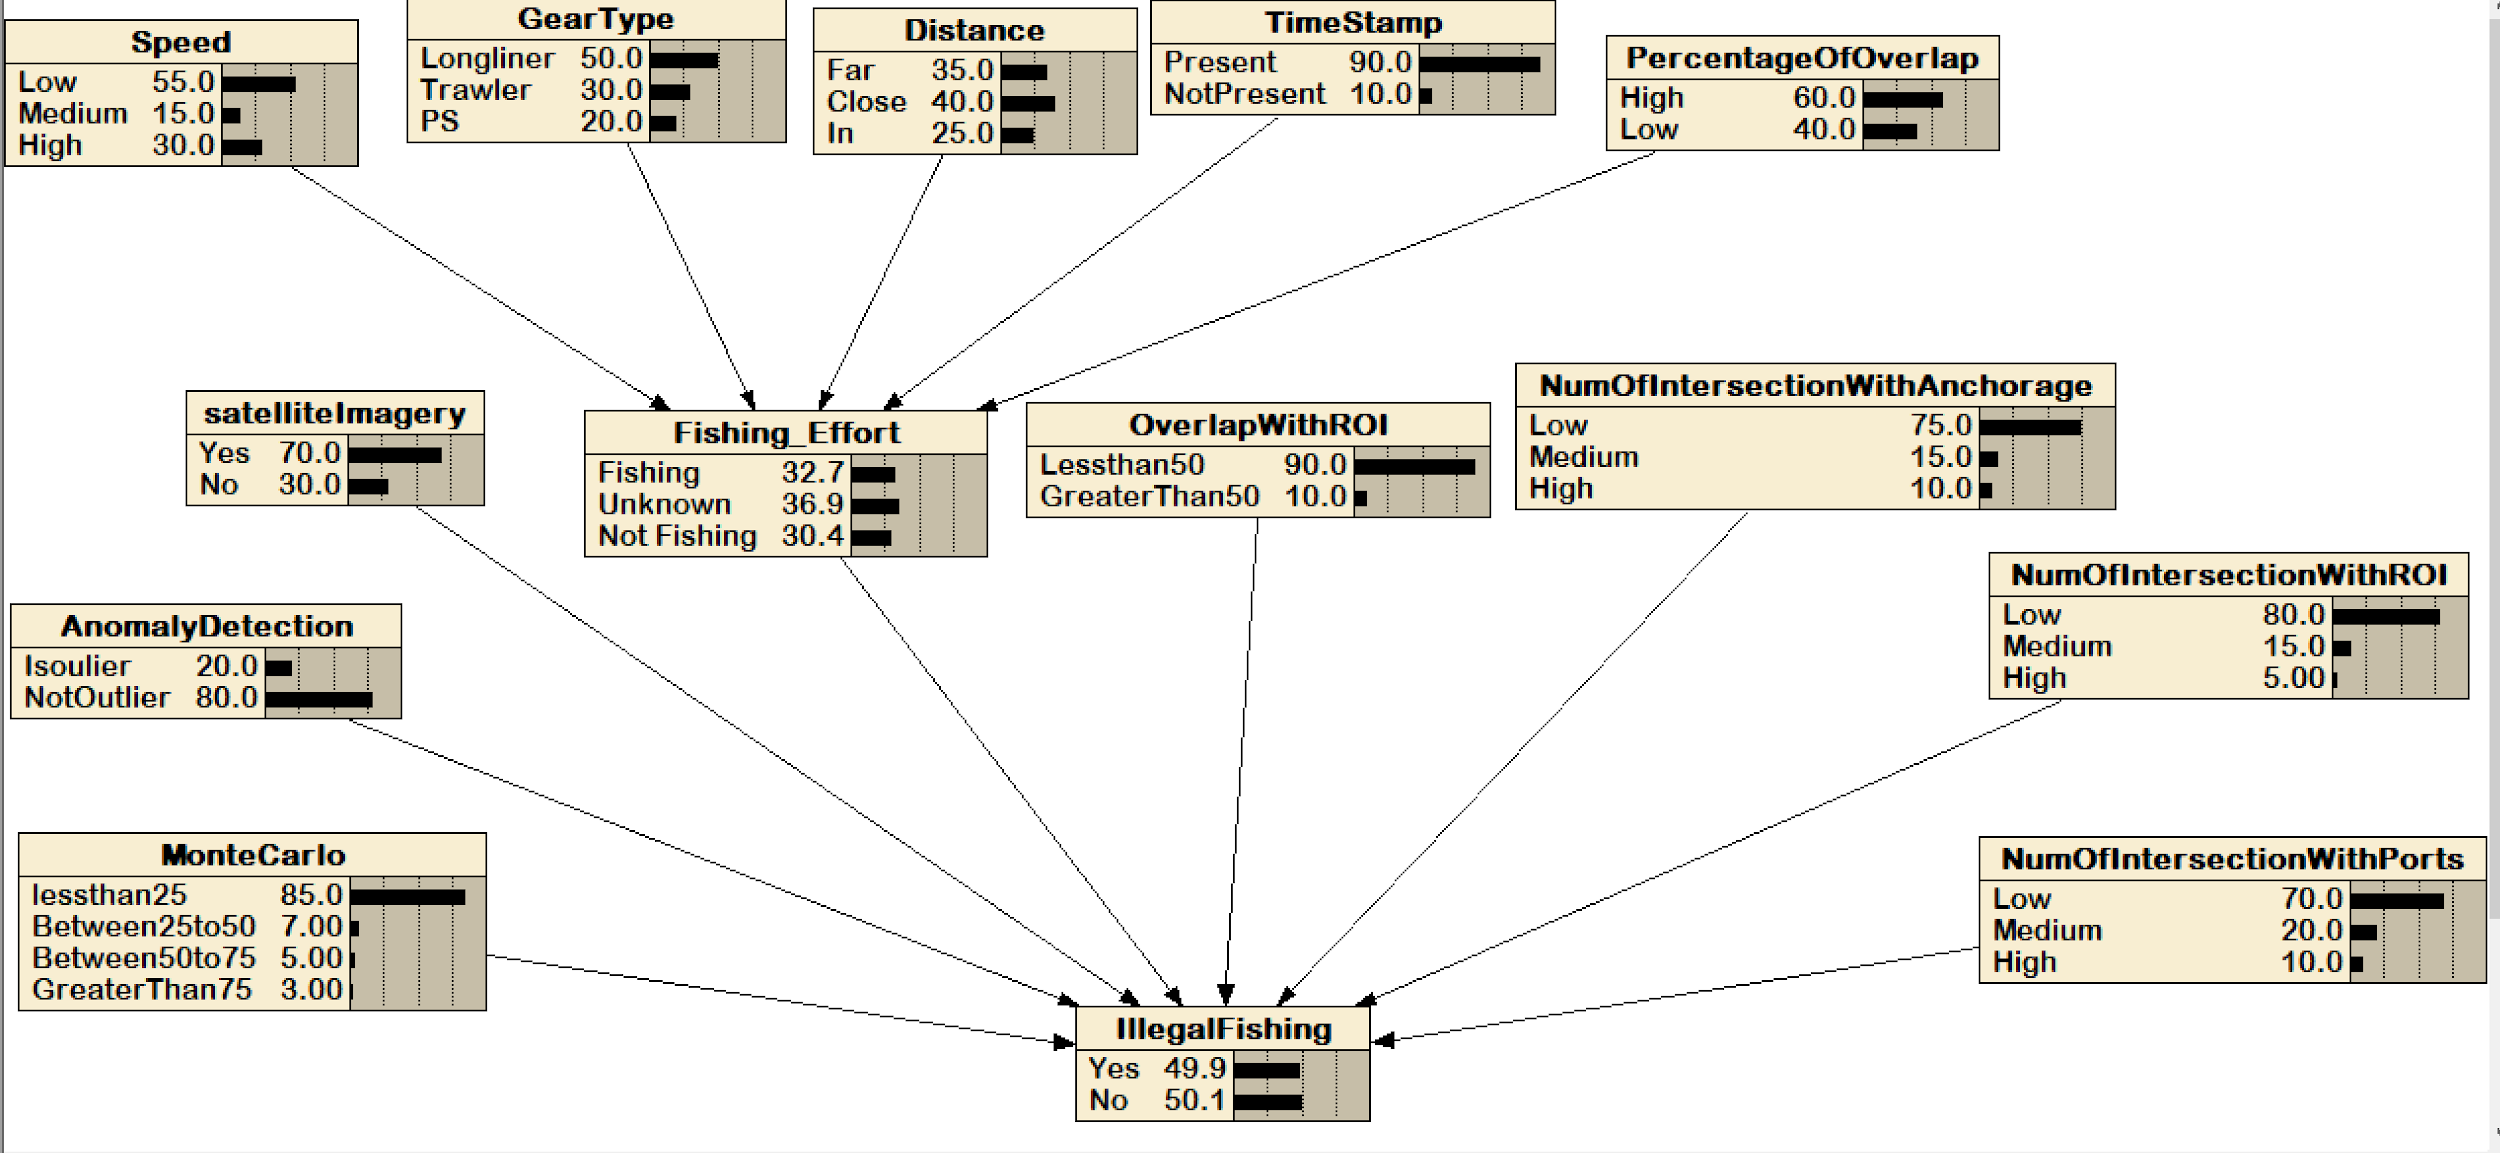 Speed
Low 55.0
Medium 15.0
High 30.0
GearType
Longliner 50.0
Trawler 30.0
PS 20.0
Distance
Far 35.0
Close 40.0
In 25.0
TimeStamp
Present 90.0
NotPresent 10.0
PercentageOfOverlap
High 60.0
Low 40.0
satelliteImagery
Yes 70.0
No 30.0
Fishing_Effort
Fishing 32.7
Unknown 36.9
Not Fishing 30.4
OverlapWithROI
Lessthan50 90.0
GreaterThan50 10.0
NumOfIntersectionWithAnchorage
Low 75.0
Medium 15.0
High 10.0
NumOfIntersectionWithROI
Low 80.0
Medium 15.0
High 5.00
AnomalyDetection
Isoulier 20.0
NotOutlier 80.0
MonteCarlo
lessthan25 85.0
Between25to50 7.00
Between50to75 5.00
GreaterThan75 3.00
NumOfIntersectionWithPorts
Low 70.0
Medium 20.0
High 10.0
IllegalFishing
Yes 49.9
No 50.1